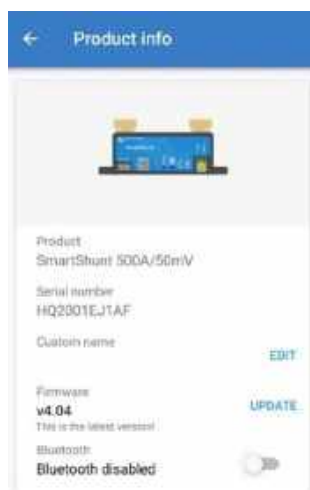 Product info
Product
SmartShunt 500A/50mV
Serial number
HQ2001EJ1AF
Custom name
EDIT
Firmware
v4.04
UPDATE
This is the latest version!
Bluetooth
Bluetooth disabled